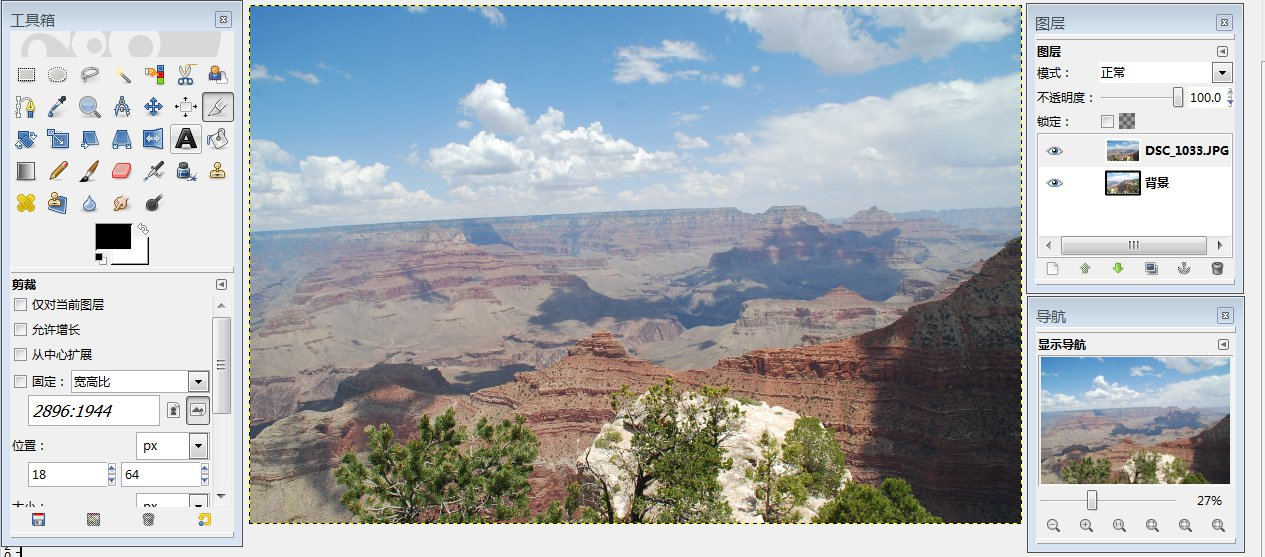 工具箱
剪裁
仅对当前图层
允许增长
从中心扩展
固定：宽高比
2896:1944
位置： px
18 64
大小： px
图层
图层
模式： 正常
不透明度： 100.0
锁定：
DSC_1033.JPG
背景
导航
显示导航
27%